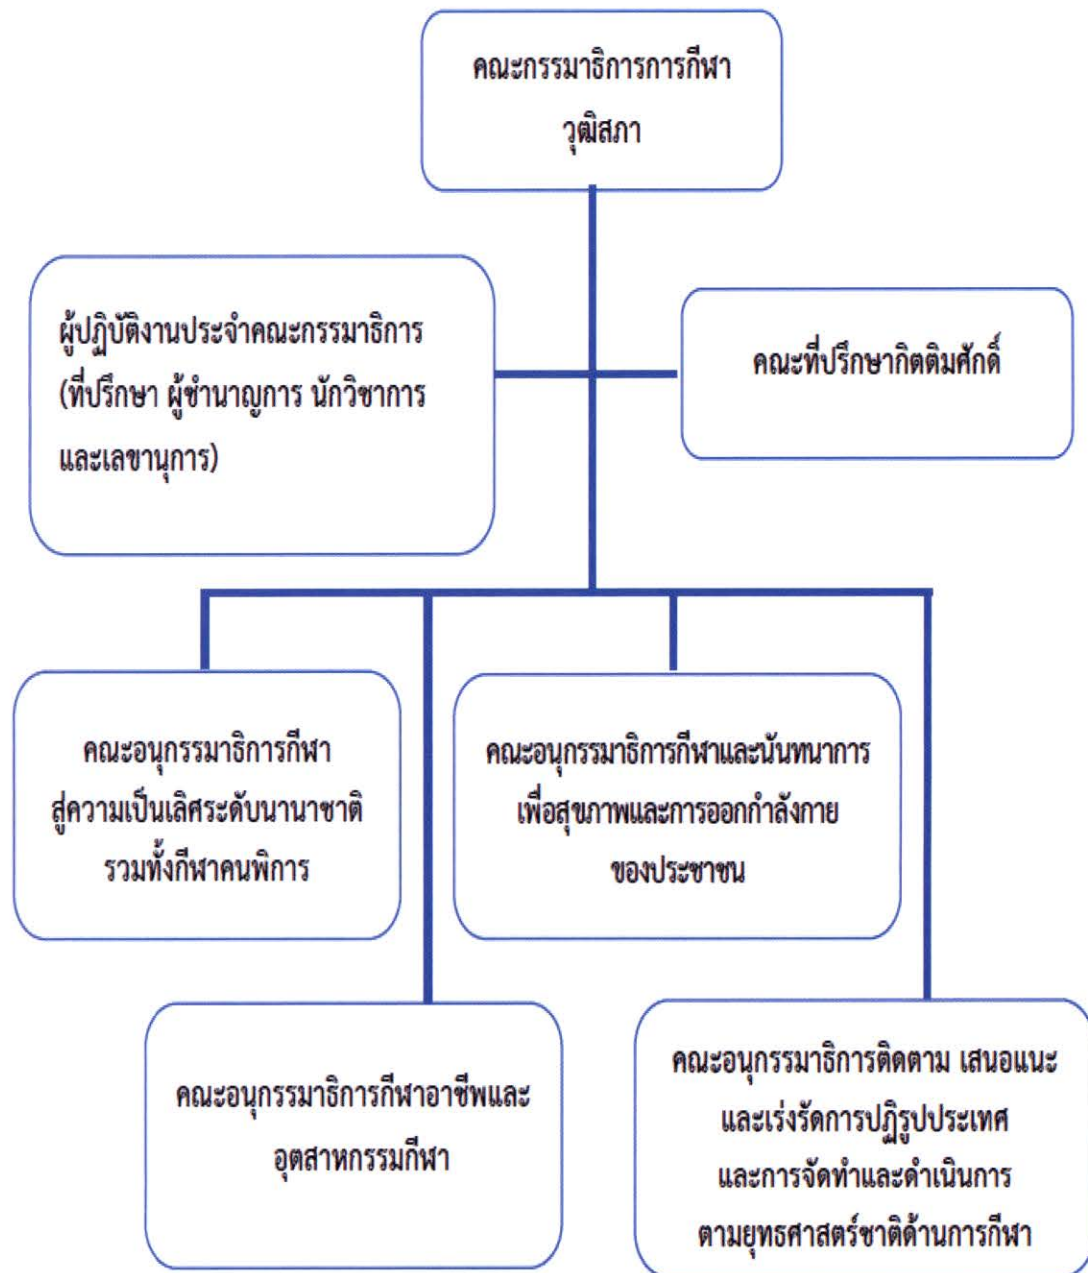 คณะกรรมาธิการการกีฬา
วุฒิสภา
ผู้ปฏิบัติงานประจำคณะกรรมาธิการ
(ที่ปรึกษา ผู้ชำนาญการ นักวิชาการ
และเลขานุการ)
คณะที่ปรึกษากิตติมศักดิ์
คณะอนุกรรมาธิการกีฬา
สู่ความเป็นเลิศระดับนานาชาติ
รวมทั้งกีฬาคนพิการ
คณะอนุกรรมาธิการกีฬาและนันทนาการ
เพื่อสุขภาพและการออกกำลังกาย
ของประชาชน
คณะอนุกรรมาธิการกีฬาอาชีพและ
อุตสาหกรรมกีฬา
คณะอนุกรรมาธิการติดตาม เสนอแนะ
และเร่งรัดการปฏิรูปประเทศ
และการจัดทำและดำเนินการ
ตามยุทธศาสตร์ชาติด้านการกีฬา